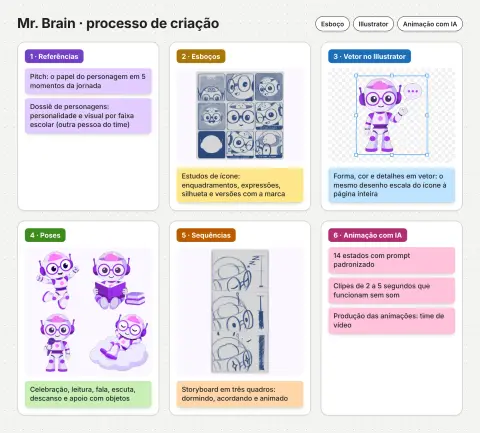 Mr. Brain · processo de criação
Esboço
Illustrator
Animação com IA
1 · Referências
Pitch: o papel do personagem em 5
momentos da jornada
Dossiê de personagens:
personalidade e visual por faixa
escolar (outra pessoa do time)
2 · Esboços
Estudos de ícone:
enquadramentos, expressões,
silhueta e versões com a marca
3 · Vetor no Illustrator
Forma, cor e detalhes em vetor: o
mesmo desenho escala do ícone à
página inteira
4 · Poses
Celebração, leitura, fala, escuta,
descanso e apoio com objetos
5 · Sequências
Storyboard em três quadros:
dormindo, acordando e animado
6 · Animação com IA
14 estados com prompt
padronizado
Clipes de 2 a 5 segundos que
funcionam sem som
Produção das animações: time de
vídeo